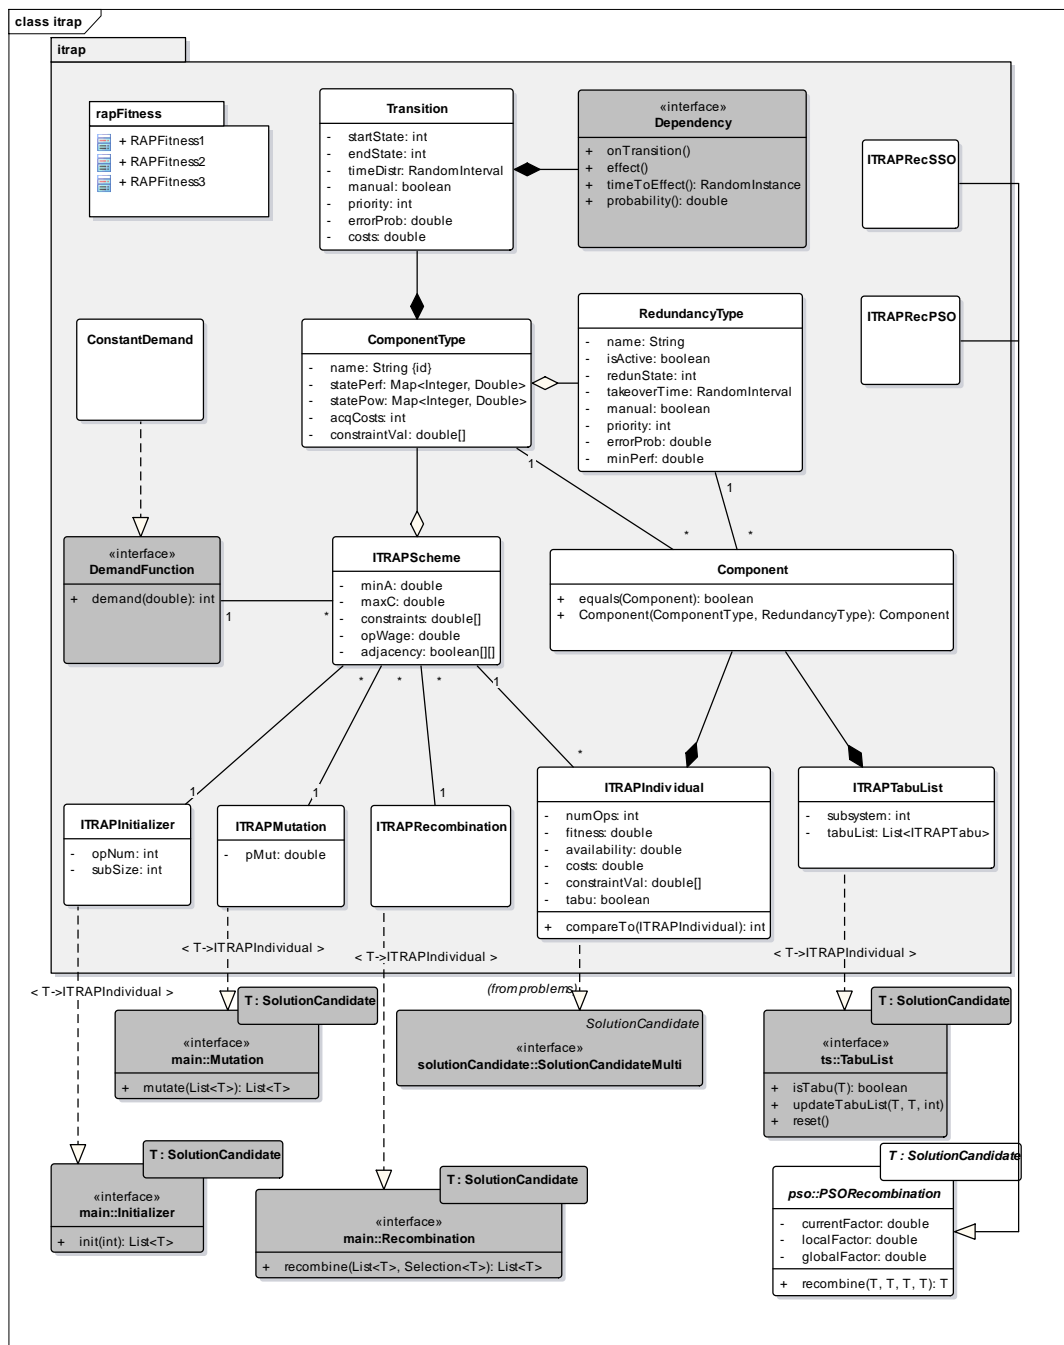 class itrap
itrap
rapFitness
+ RAPFitness1
+ RAPFitness2
+ RAPFitness3
Transition
- startState: int
- endState: int
- timeDistr: RandomInterval
- manual: boolean
- priority: int
- errorProb: double
- costs: double
«interface»
Dependency
+ onTransition()
+ effect()
+ timeToEffect(): RandomInstance
+ probability(): double
ITRAPRecSSO
ConstantDemand
ComponentType
- name: String {id}
- statePerf: Map<Integer, Double>
- statePow: Map<Integer, Double>
- acqCosts: int
- constraintVal: double[]
RedundancyType
- name: String
- isActive: boolean
- redunState: int
- takeoverTime: RandomInterval
- manual: boolean
- priority: int
- errorProb: double
- minPerf: double
ITRAPRecPSO
1
1
*
*
«interface»
DemandFunction
+ demand(double): int
1
*
ITRAPScheme
- minA: double
- maxC: double
- constraints: double[]
- opWage: double
- adjacency: boolean[][]
Component
+ equals(Component): boolean
+ Component(ComponentType, RedundancyType): Component
*
*
*
1
*
1
1
1
ITRAPInitializer
- opNum: int
- subSize: int
ITRAPMutation
- pMut: double
ITRAPRecombination
ITRAPIndividual
- numOps: int
- fitness: double
- availability: double
- costs: double
- constraintVal: double[]
- tabu: boolean
+ compareTo(ITRAPIndividual): int
ITRAPTabuList
- subsystem: int
- tabuList: List<ITRAPTabu>
< T->ITRAPIndividual >
< T->ITRAPIndividual >
< T->ITRAPIndividual >
< T->ITRAPIndividual >
(from problems)
T : SolutionCandidate
«interface»
main::Mutation
+ mutate(List<T>): List<T>
SolutionCandidate
«interface»
solutionCandidate::SolutionCandidateMulti
T : SolutionCandidate
«interface»
ts::TabuList
+ isTabu(T): boolean
+ updateTabuList(T, T, int)
+ reset()
T : SolutionCandidate
«interface»
main::Initializer
+ init(int): List<T>
T : SolutionCandidate
«interface»
main::Recombination
+ recombine(List<T>, Selection<T>): List<T>
T : SolutionCandidate
pso::PSORecombination
- currentFactor: double
- localFactor: double
- globalFactor: double
+ recombine(T, T, T, T): T